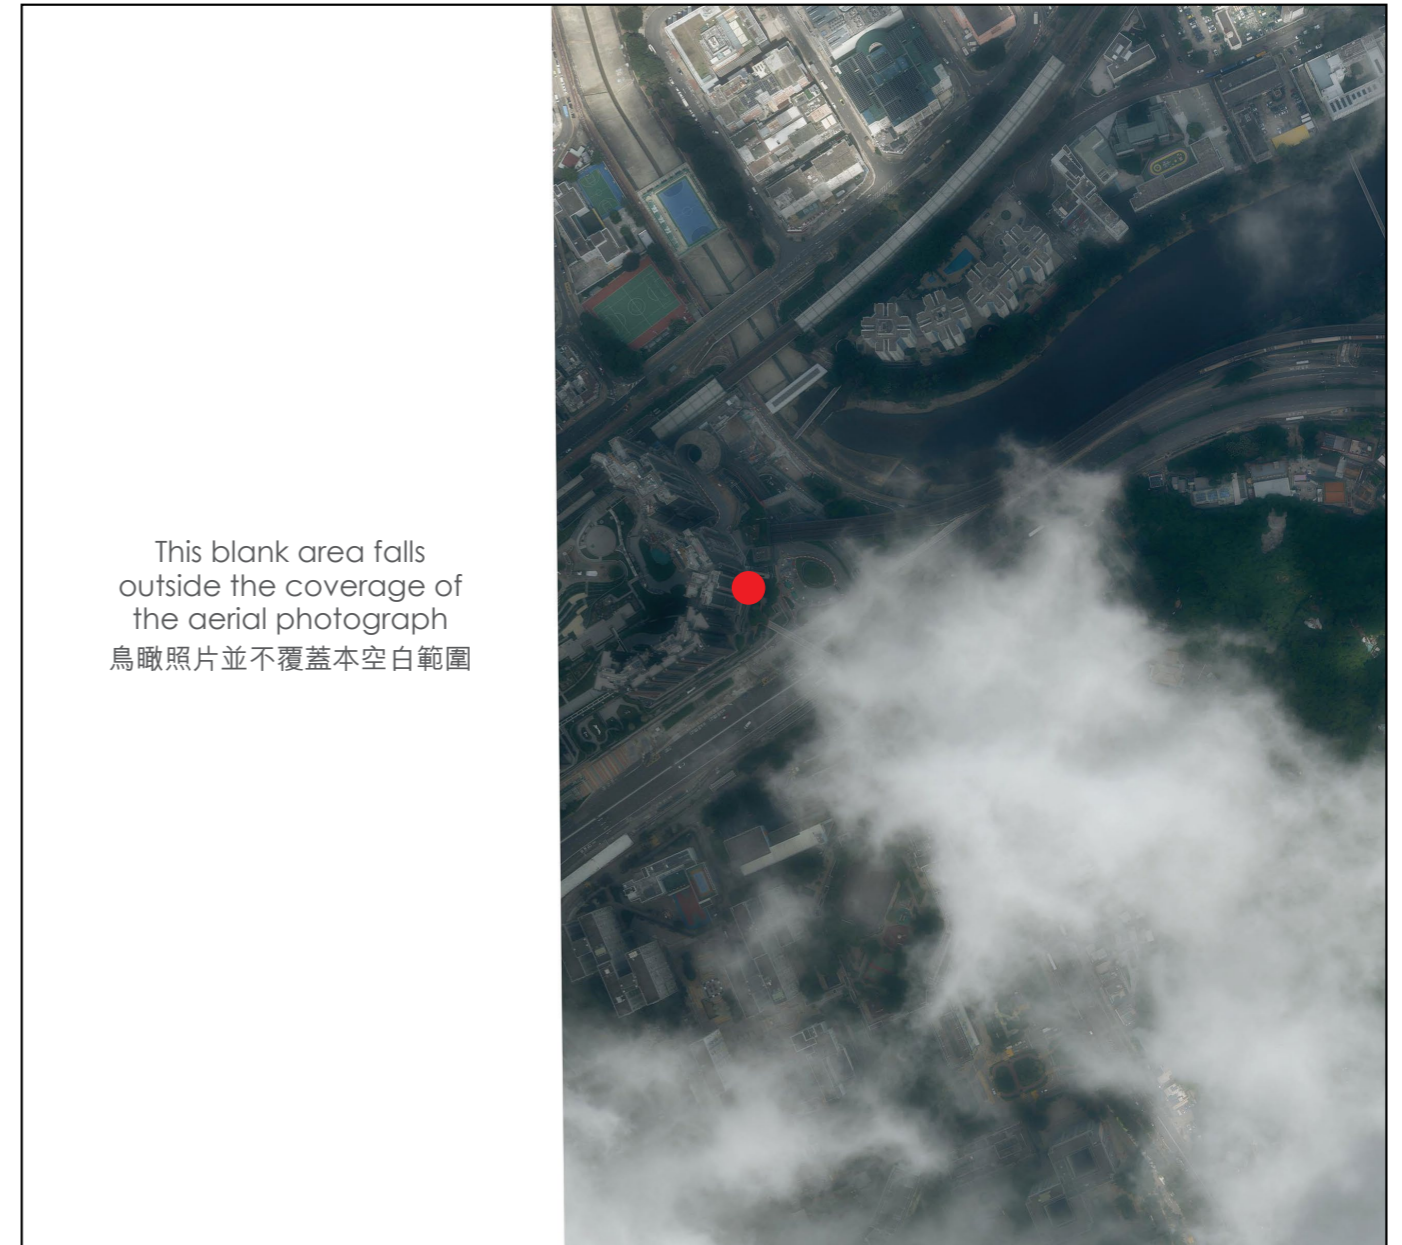 This blank area falls
outside the coverage of
the aerial photograph
鳥瞰照片並不覆蓋本空白範圍